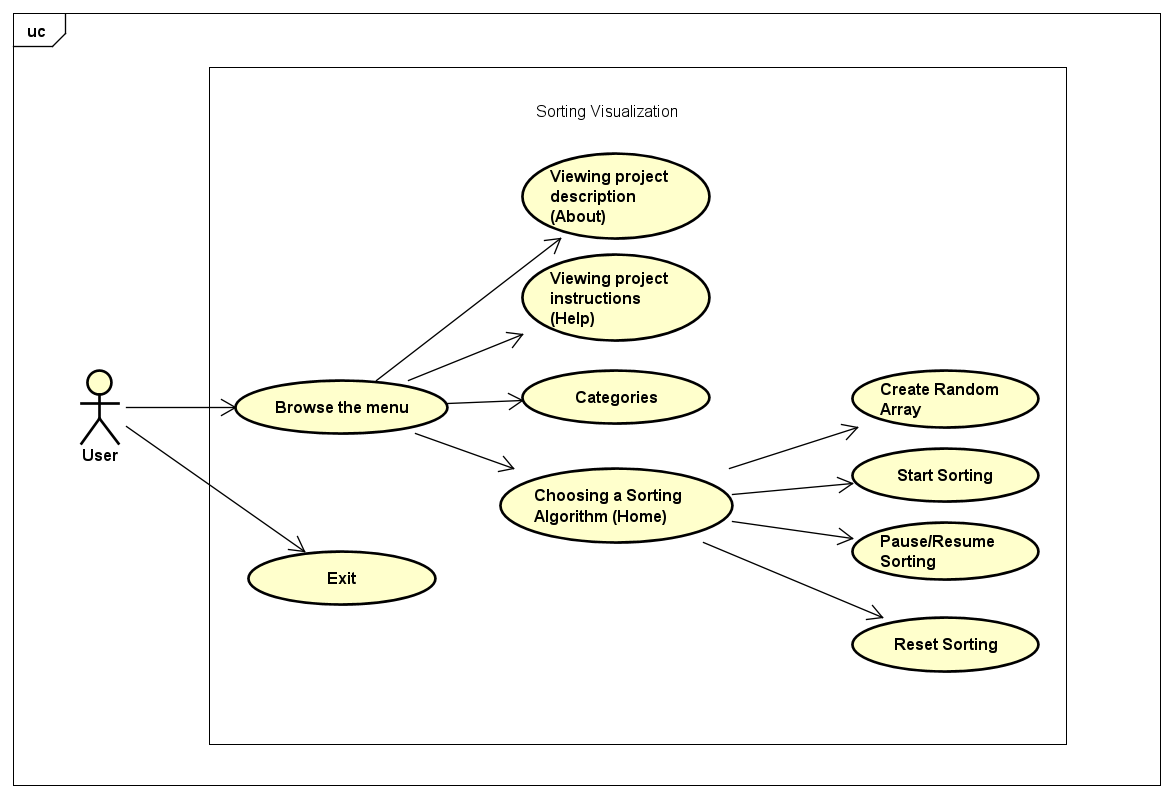 uc
Sorting Visualization
Viewing project
description
(About)
Viewing project
instructions
(Help)
Categories
Browse the menu
User
Choosing a Sorting
Algorithm (Home)
Create Random
Array
Start Sorting
Pause/Resume
Sorting
Reset Sorting
Exit